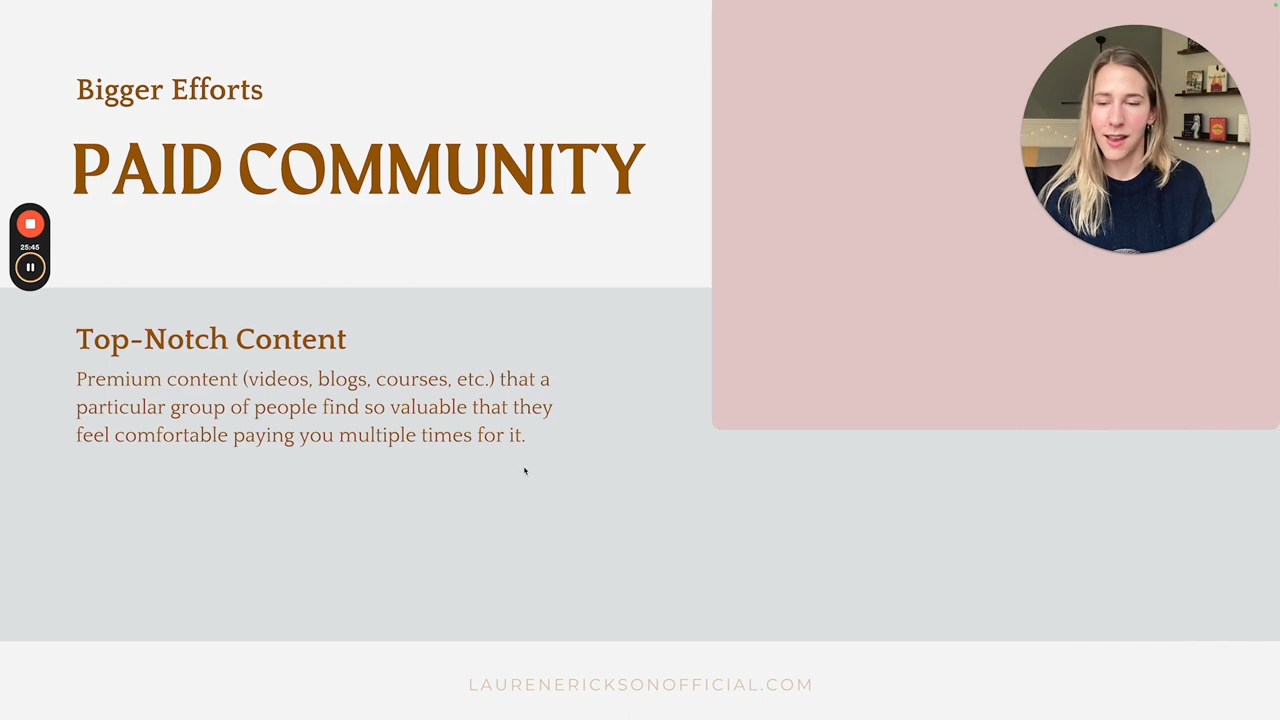 Bigger Efforts
PAID COMMUNITY
25:45
Top-Notch Content
Premium content (videos, blogs, courses, etc.) that a
particular group of people find so valuable that they
feel comfortable paying you multiple times for it.
LAURENERICKSONOFFICIAL.COM